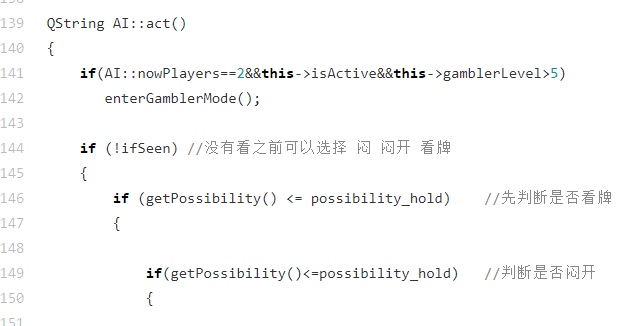 139 QString AI::act()
140 {
141 if(AI::nowPlayers==2&&this->isActive&&this->gamblerLevel>5)
142 enterGamblerMode();
143
144 if (!ifSeen) //没有看之前可以选择 闷 闷开 看牌
145 {
146 if (getPossibility() <= possibility_hold) //先判断是否看牌
147 {
148
149 if(getPossibility()<=possibility_hold) //判断是否闷开
150 {
151